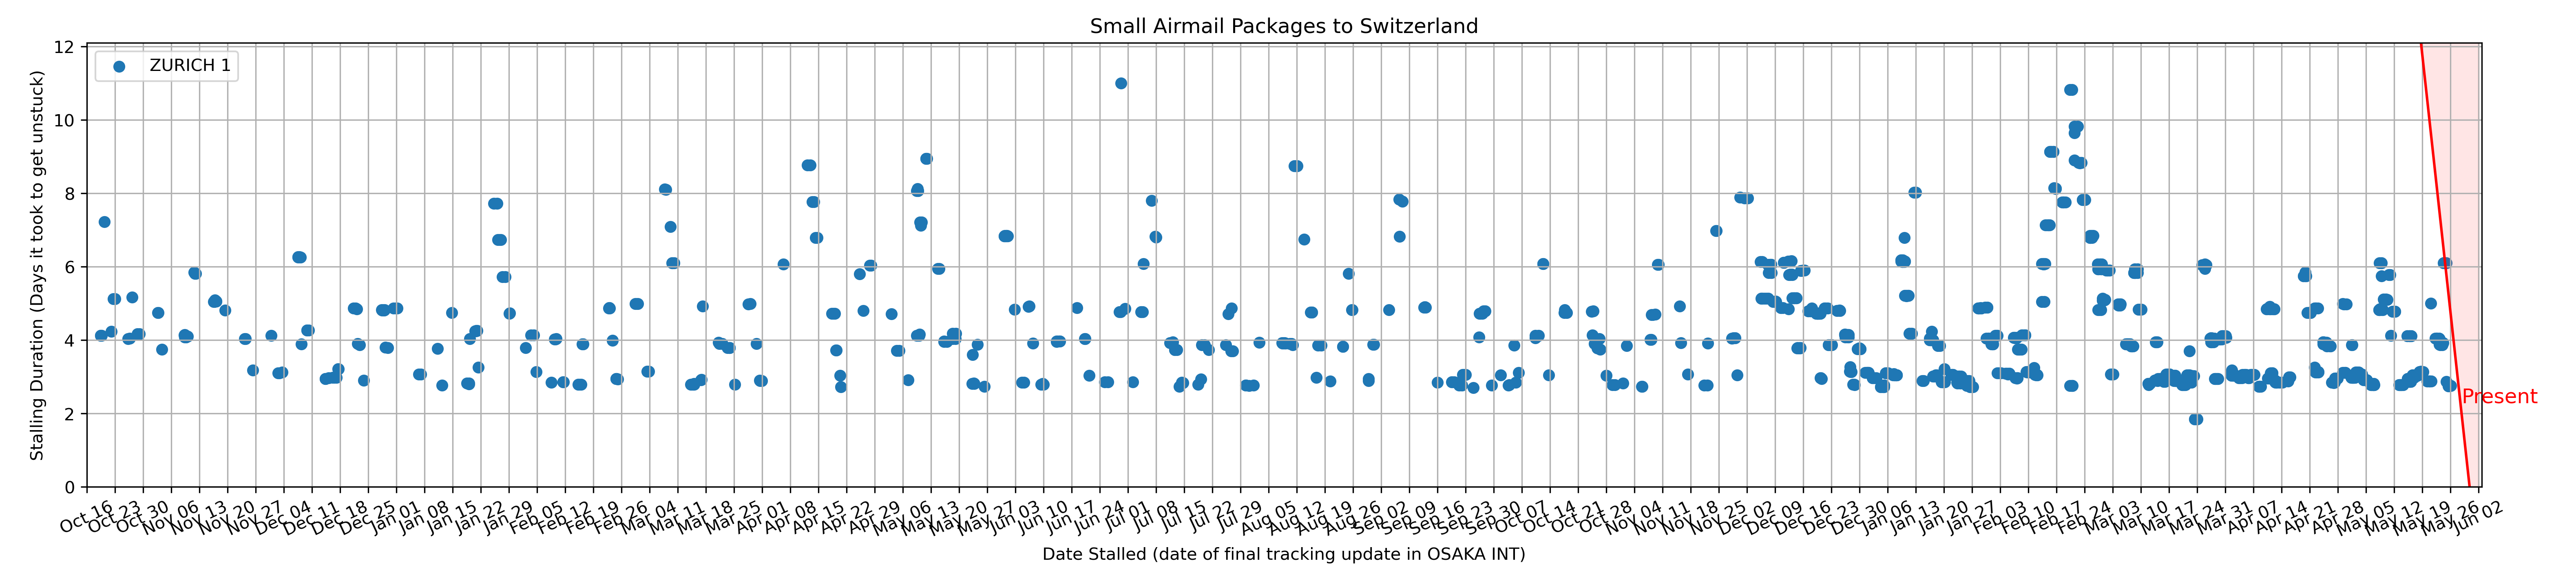 Small Airmail Packages to Switzerland
ZURICH 1
Stalling Duration (Days it took to get unstuck)
12
10
8
6
4
2
0
Present
Oct 16 Oct 23 Oct 30 Nov 06 Nov 13 Nov 20 Nov 27 Dec 04 Dec 11 Dec 18 Dec 25 Jan 01 Jan 08 Jan 15 Jan 22 Jan 29 Feb 05 Feb 12 Feb 19 Feb 26 Mar 04 Mar 11 Mar 18 Mar 25 Apr 01 Apr 08 Apr 15 Apr 22 Apr 29 May 06 May 13 May 20 May 27 Jun 03 Jun 10 Jun 17 Jun 24 Jul 01 Jul 08 Jul 15 Jul 22 Jul 29 Aug 05 Aug 12 Aug 19 Aug 26 Sep 02 Sep 09 Sep 16 Sep 23 Sep 30 Oct 07 Oct 14 Oct 21 Oct 28 Nov 04 Nov 11 Nov 18 Nov 25 Dec 02 Dec 09 Dec 16 Dec 23 Dec 30 Jan 06 Jan 13 Jan 20 Jan 27 Feb 03 Feb 10 Feb 17 Feb 24 Mar 03 Mar 10 Mar 17 Mar 24 Mar 31 Apr 07 Apr 14 Apr 21 Apr 28 May 05 May 12 May 19 May 26 Jun 02
Date Stalled (date of final tracking update in OSAKA INT)